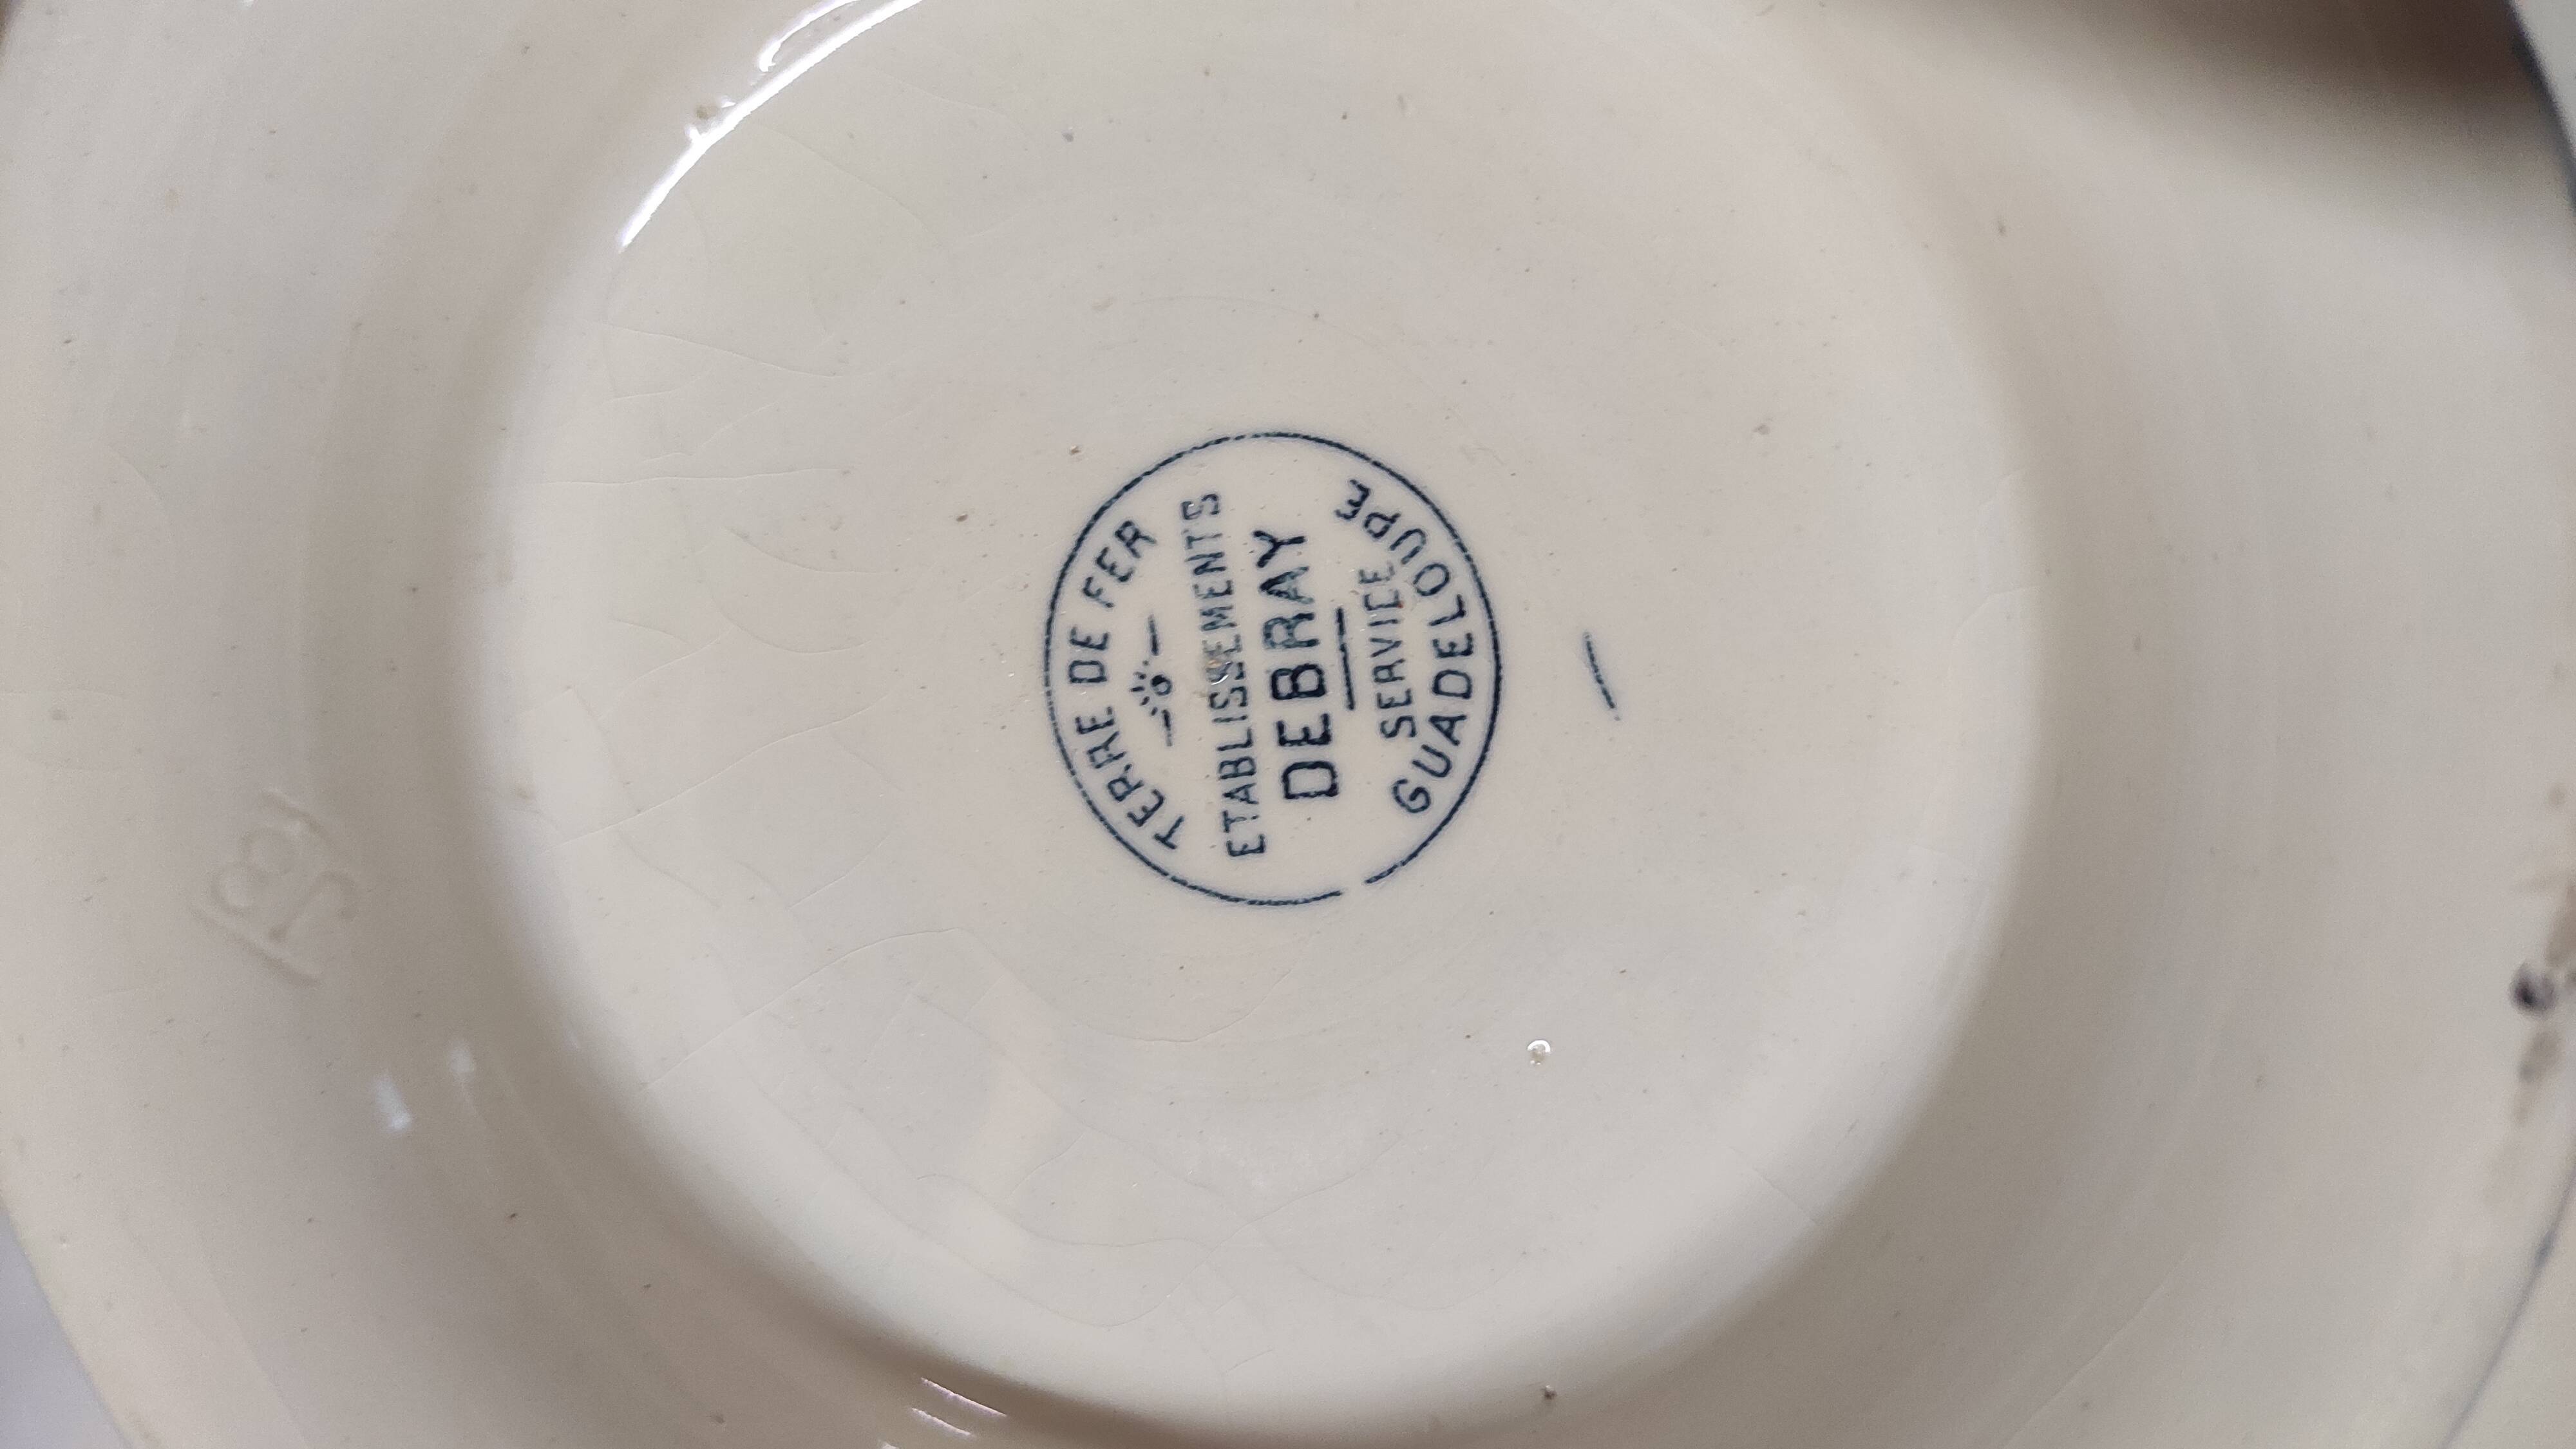 TERRE DE FER
ETABLISSEMENTS
DEBRAY
SERVICE
GUADELOUPE